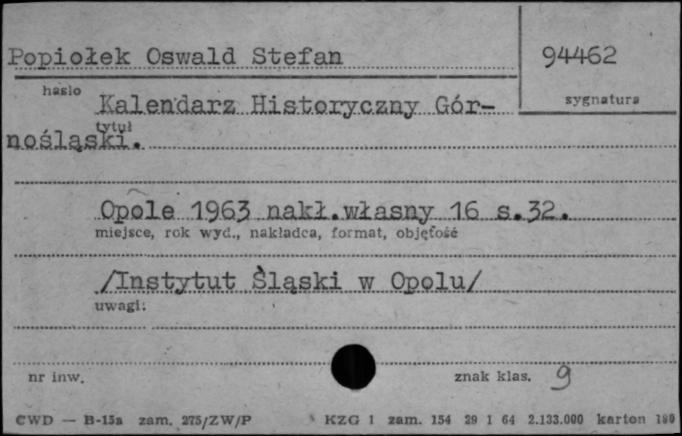 Popiołek Oswald Stefan
94462
hasło
sygnatura
Kalendarz Historyczny Gór-
tytuł
nośląski.
Opole 1963 nakł.własny 16 s.32.
miejsce, rok wyd., nakładca, format, objętość
/Instytut Śląski w Opolu/
uwagi:
nr inw.
znak klas. 9
CWD — B-15a zam. 275/ZW/P KZG 1 zam. 154 29 1 64 2.133.000 karton 180